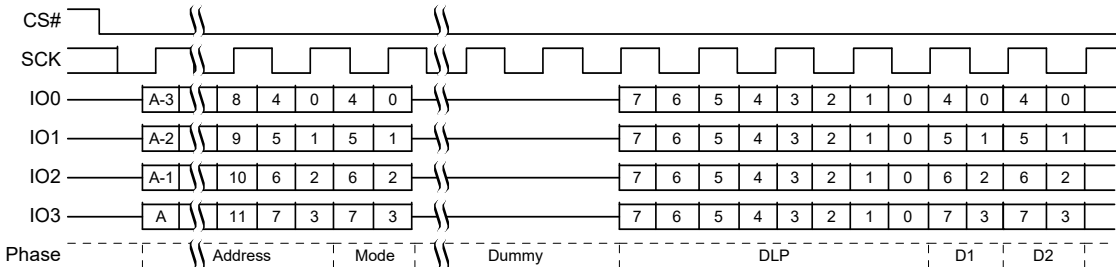 CS#
SCK
IO0 A-3 8 4 0 4 0 7 6 5 4 3 2 1 0 4 0 4 0
IO1 A-2 9 5 1 5 1 7 6 5 4 3 2 1 0 5 1 5 1
IO2 A-1 10 6 2 6 2 7 6 5 4 3 2 1 0 6 2 6 2
IO3 A 11 7 3 7 3 7 6 5 4 3 2 1 0 7 3 7 3
Phase Address Mode Dummy DLP D1 D2